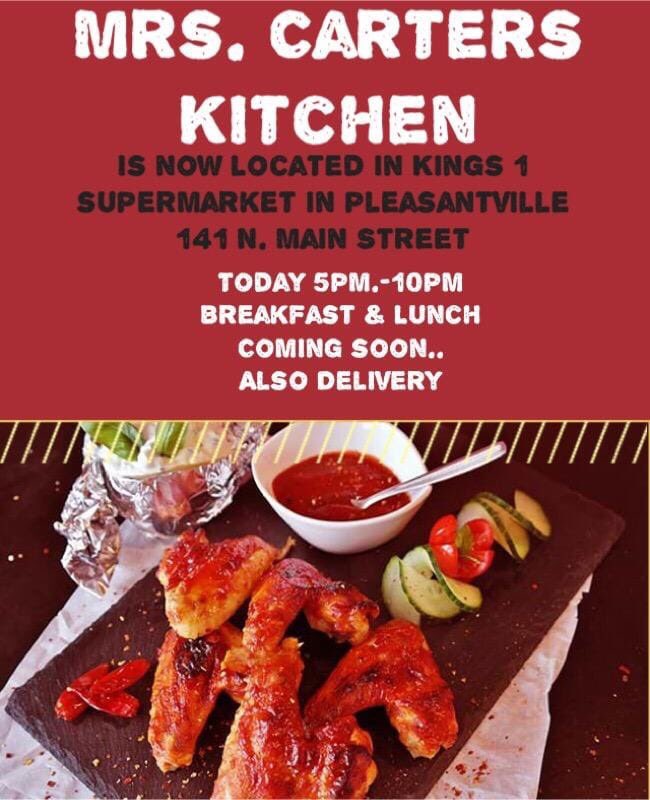 MRS. CARTERS
KITCHEN
IS NOW LOCATED IN KINGS 1
SUPERMARKET IN PLEASANTVILLE
141 N. MAIN STREET
TODAY 5PM.-10PM
BREAKFAST & LUNCH
COMING SOON..
ALSO DELIVERY